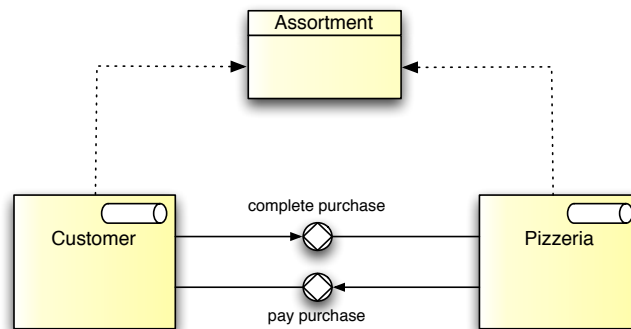 Assortment
complete purchase
Customer
Pizzeria
pay purchase